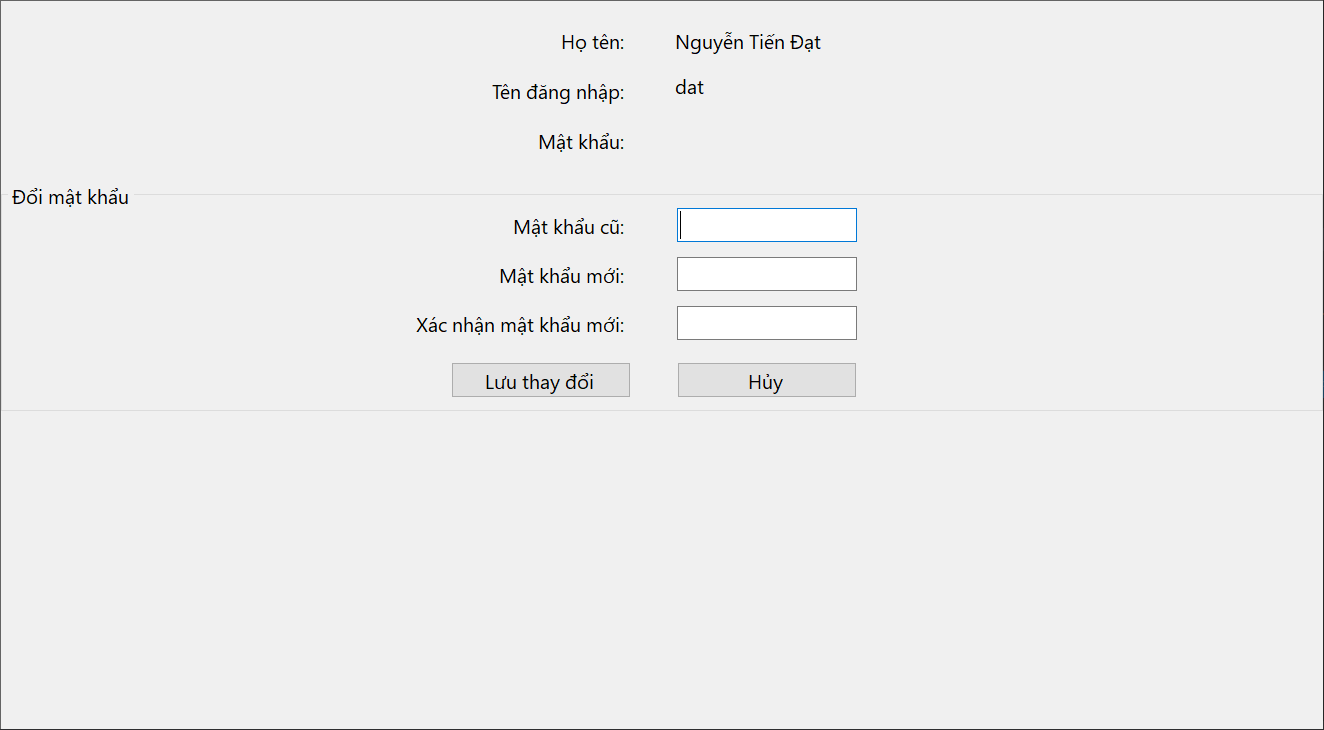 Họ tên: Nguyễn Tiến Đạt
Tên đăng nhập: dat
Mật khẩu:
Đổi mật khẩu
Mật khẩu cũ:
Mật khẩu mới:
Xác nhận mật khẩu mới:
Lưu thay đổi Hủy